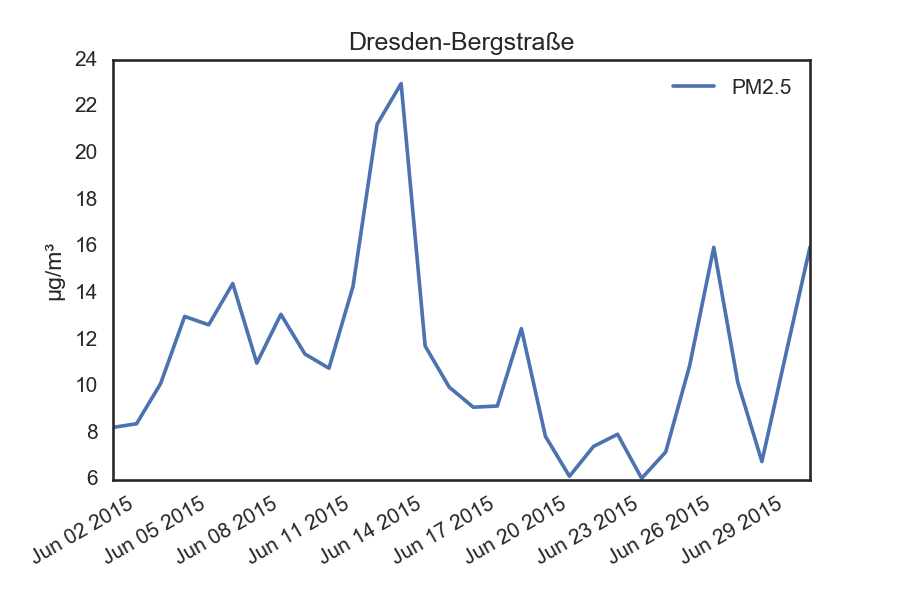 Dresden-Bergstraße
PM2.5
µg/m³
24
22
20
18
16
14
12
10
8
6
Jun 02 2015
Jun 05 2015
Jun 08 2015
Jun 11 2015
Jun 14 2015
Jun 17 2015
Jun 20 2015
Jun 23 2015
Jun 26 2015
Jun 29 2015